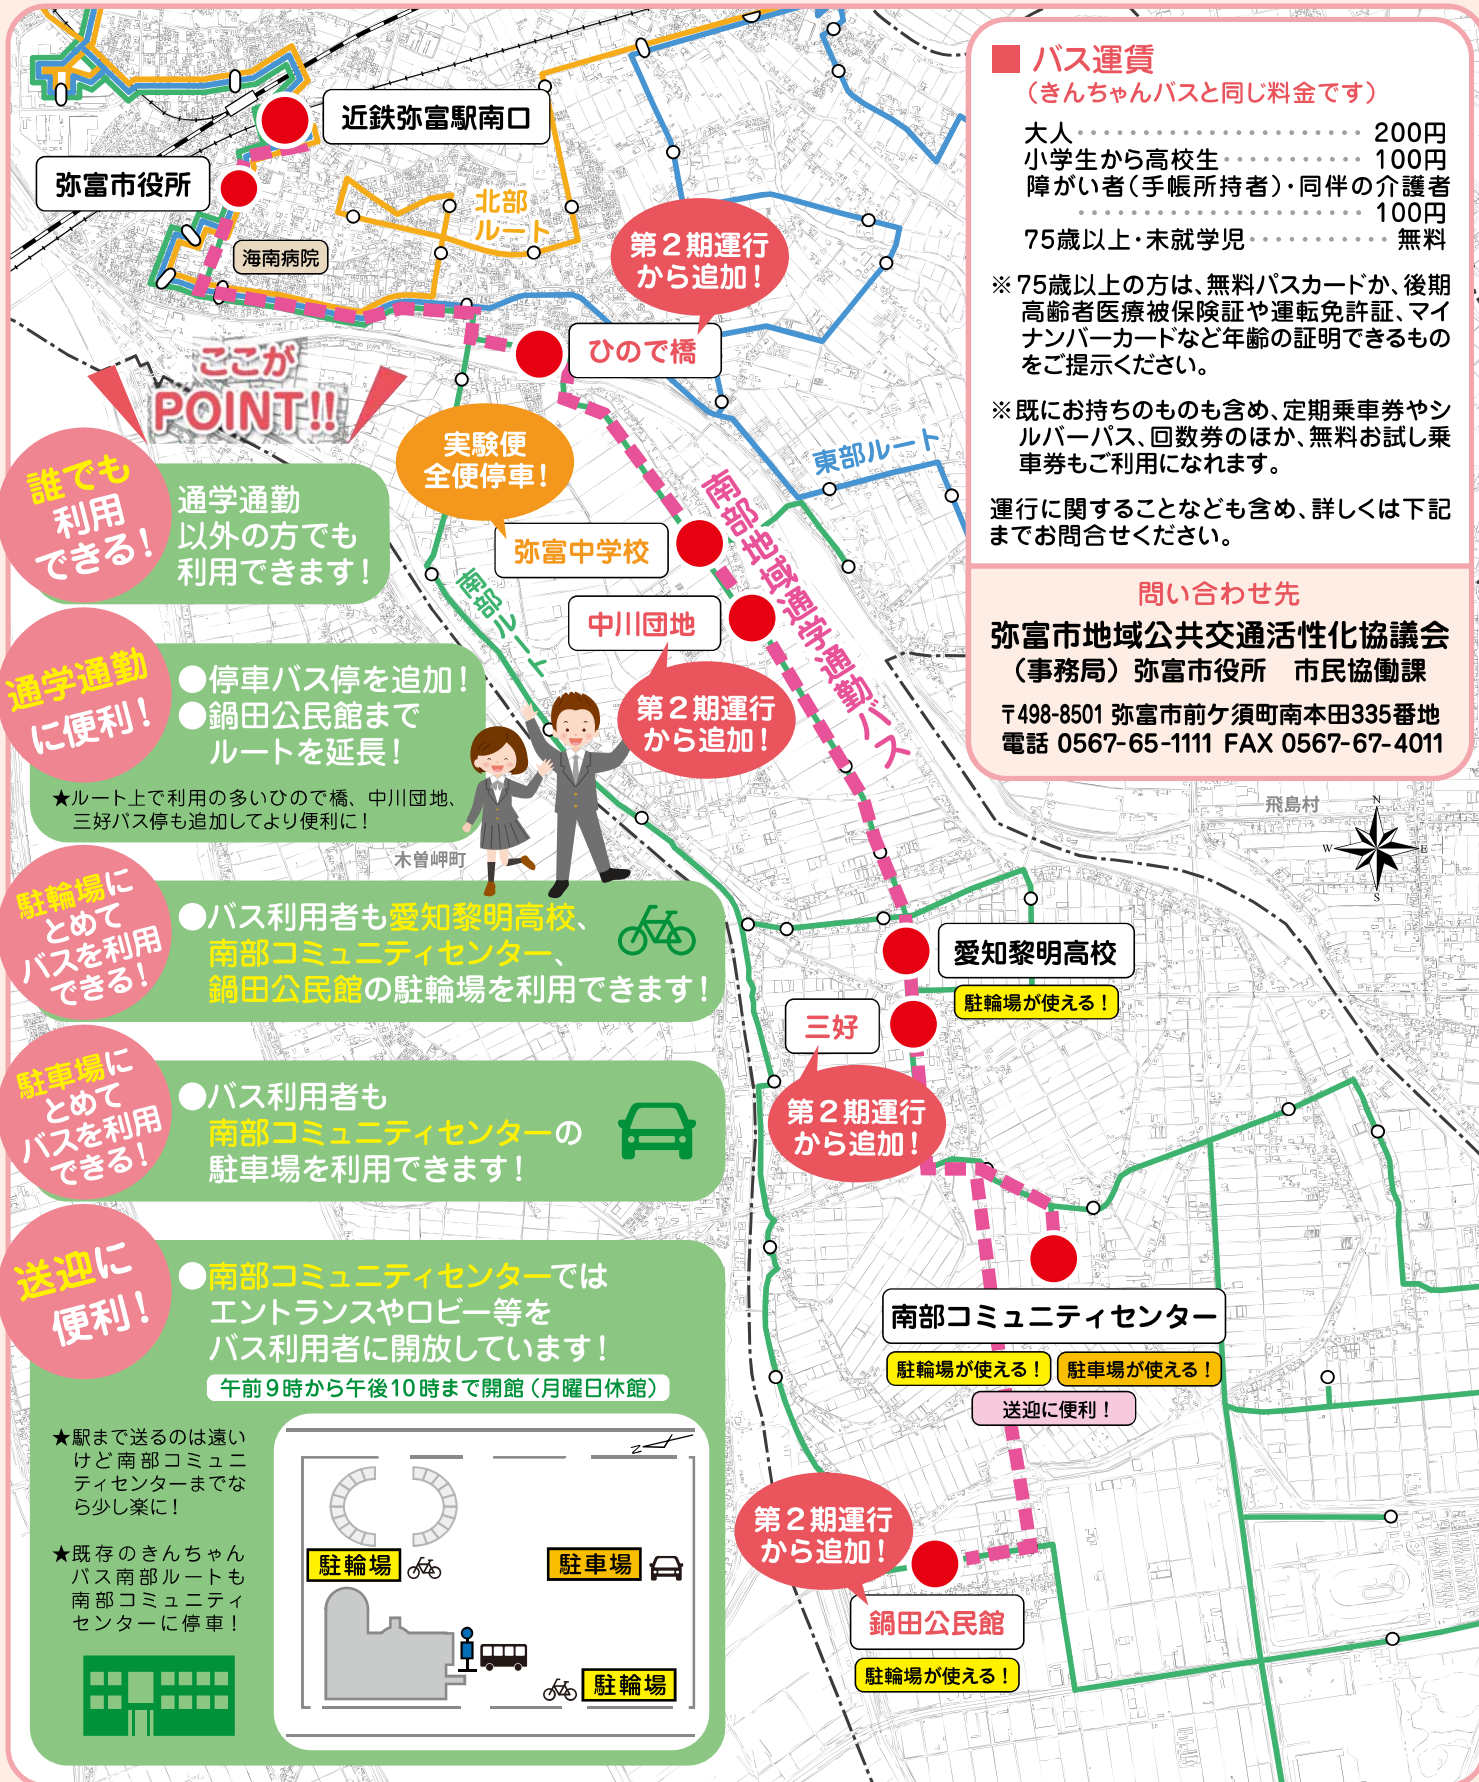 近鉄弥富駅南口
弥富市役所
海南病院
北部
ルート
第2期運行
から追加!
ひので橋
実験便
全便停車!
弥富中学校
南部ルート
東部ルート
南部地域通学通勤バス
中川団地
第2期運行
から追加!
木曽岬町
飛島村
N
W
E
S
愛知黎明高校
駐輪場が使える!
三好
第2期運行
から追加!
南部コミュニティセンター
駐輪場が使える!
駐車場が使える!
送迎に便利!
第2期運行
から追加!
鍋田公民館
駐輪場が使える!
■ バス運賃
(きんちゃんバスと同じ料金です)
大人・・・・・・・・・・・・・・・・・・・・・・200円
小学生から高校生・・・・・・・・・・・100円
障がい者(手帳所持者)・同伴の介護者
・・・・・・・・・・・・・・・・・・・・・・100円
75歳以上・未就学児・・・・・・・・・・・無料
※75歳以上の方は、無料パスカードか、後期
高齢者医療被保険証や運転免許証、マイ
ナンバーカードなど年齢の証明できるもの
をご提示ください。
※既にお持ちのものも含め、定期乗車券やシ
ルバーパス、回数券のほか、無料お試し乗
車券もご利用になれます。
運行に関することなども含め、詳しくは下記
までお問合せください。
問い合わせ先
弥富市地域公共交通活性化協議会
(事務局)弥富市役所 市民協働課
〒498-8501 弥富市前ケ須町南本田335番地
電話 0567-65-1111 FAX 0567-67-4011
ここが
POINT!!
誰でも
利用
できる!
通学通勤
以外の方でも
利用できます!
通学通勤
に便利!
●停車バス停を追加!
●鍋田公民館まで
ルートを延長!
★ルート上で利用の多いひので橋、中川団地、
三好バス停も追加してより便利に!
駐輪場に
とめて
バスを利用
できる!
●バス利用者も愛知黎明高校、
南部コミュニティセンター、
鍋田公民館の駐輪場を利用できます!
駐車場に
とめて
バスを利用
できる!
●バス利用者も
南部コミュニティセンターの
駐車場を利用できます!
送迎に
便利!
●南部コミュニティセンターでは
エントランスやロビー等を
バス利用者に開放しています!
午前9時から午後10時まで開館(月曜日休館)
★駅まで送るのは遠い
けど南部コミュニ
ティセンターまでな
ら少し楽に!
★既存のきんちゃん
バス南部ルートも
南部コミュニティ
センターに停車!
N
駐輪場
駐車場
駐輪場